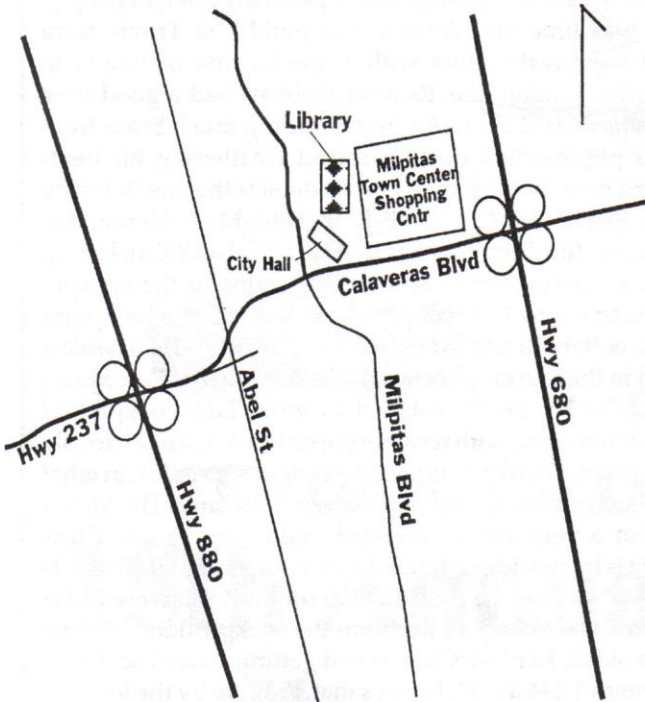 Library
Milpitas
Town Center
Shopping
Cntr
City Hall
Calaveras Blvd
Hwy 237
Abel St
Hwy 880
Milpitas Blvd
Hwy 680